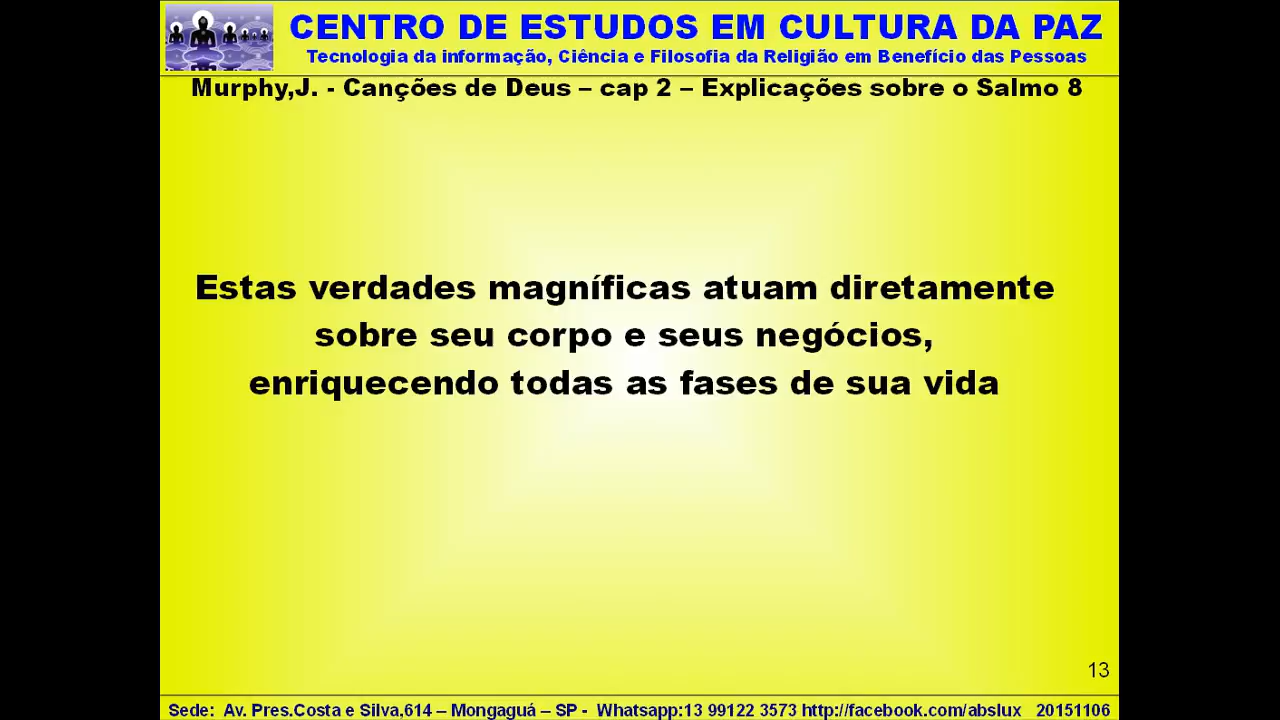 CENTRO DE ESTUDOS EM CULTURA DA PAZ
Tecnologia da informação, Ciência e Filosofia da Religião em Benefício das Pessoas
Murphy,J. - Canções de Deus – cap 2 – Explicações sobre o Salmo 8
Estas verdades magníficas atuam diretamente
sobre seu corpo e seus negócios,
enriquecendo todas as fases de sua vida
13
Sede: Av. Pres.Costa e Silva,614 – Mongaguá – SP - Whatsapp:13 99122 3573 http://facebook.com/abslux 20151106